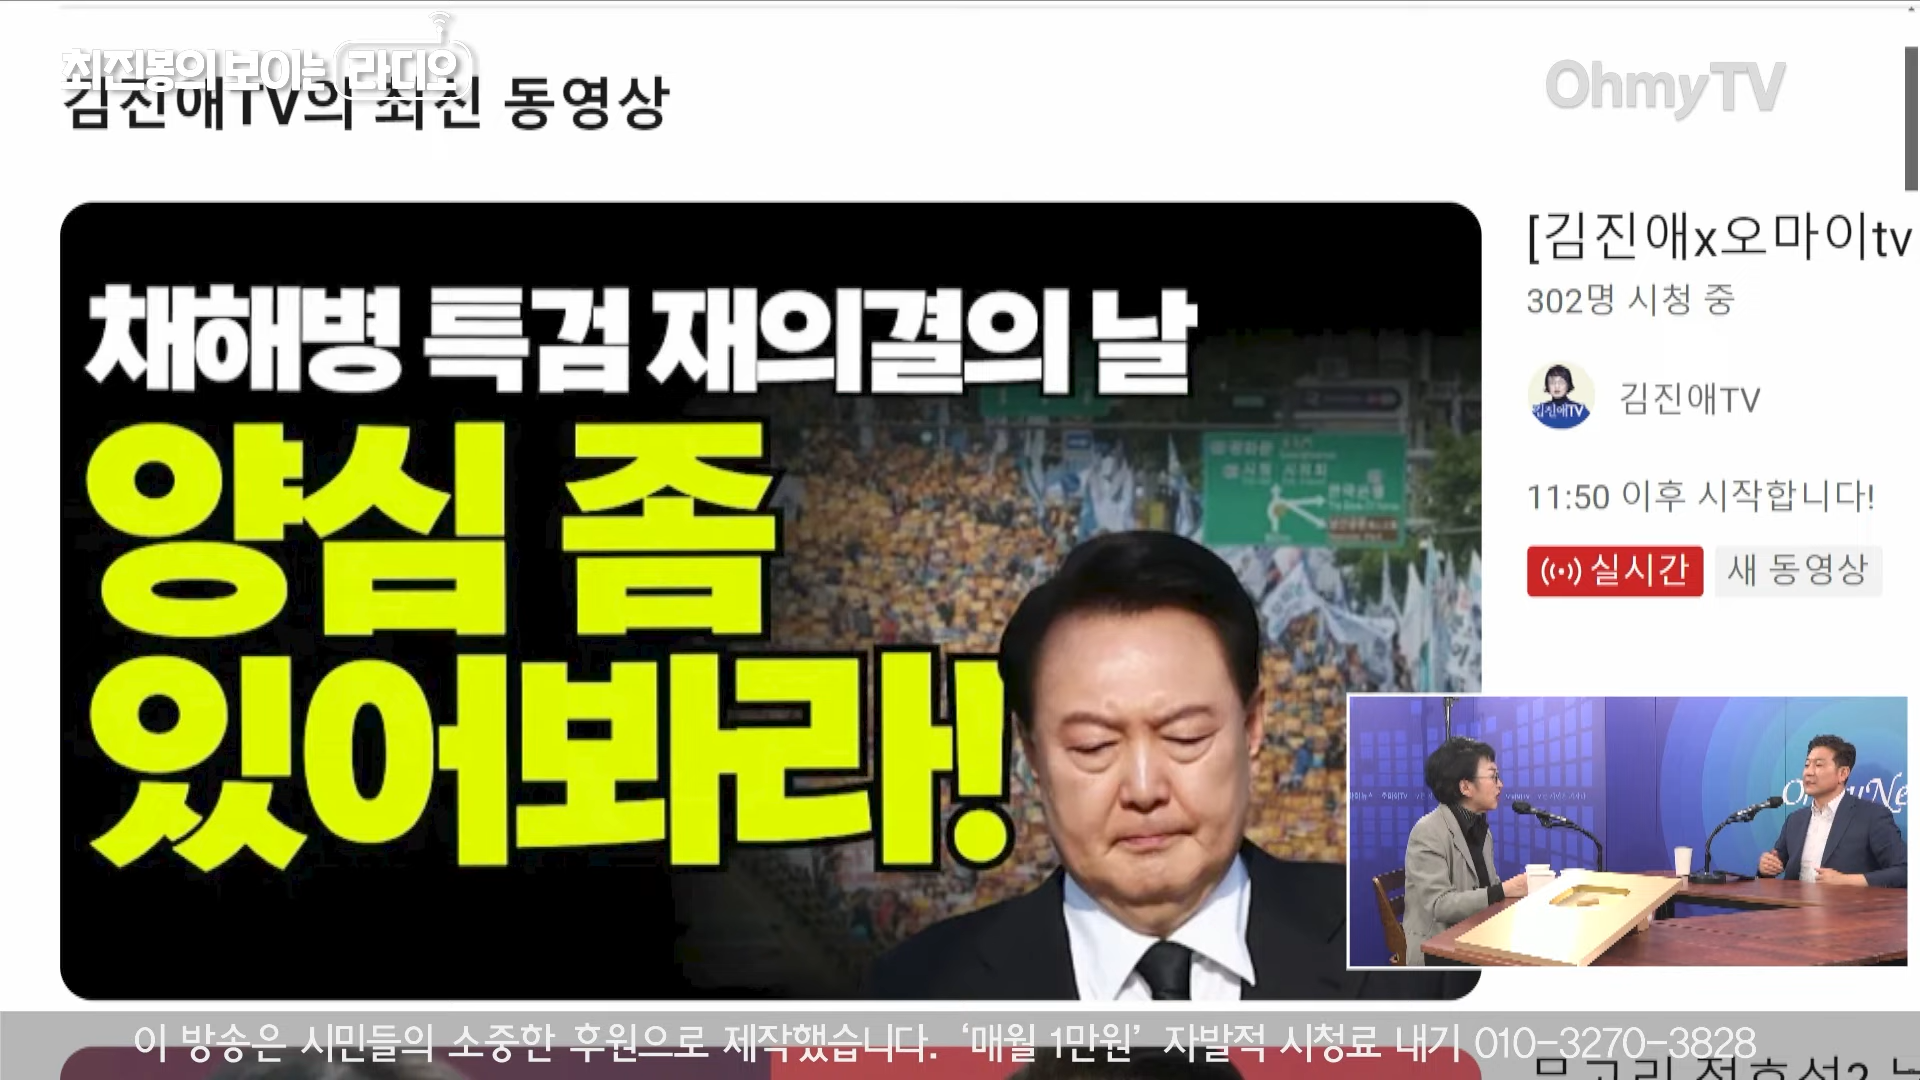 최진봉의 보이는 라디오
김진애TV의 최신 동영상
OhmyTV
채해병 특검 재의결의 날
양심 좀
있어봐라!
[김진애x오마이tv
302명 시청 중
김진애TV
김진애TV
11:50 이후 시작합니다!
실시간
새 동영상
이 방송은 시민들의 소중한 후원으로 제작했습니다. ‘매월 1만원’ 자발적 시청료 내기 010-3270-3828